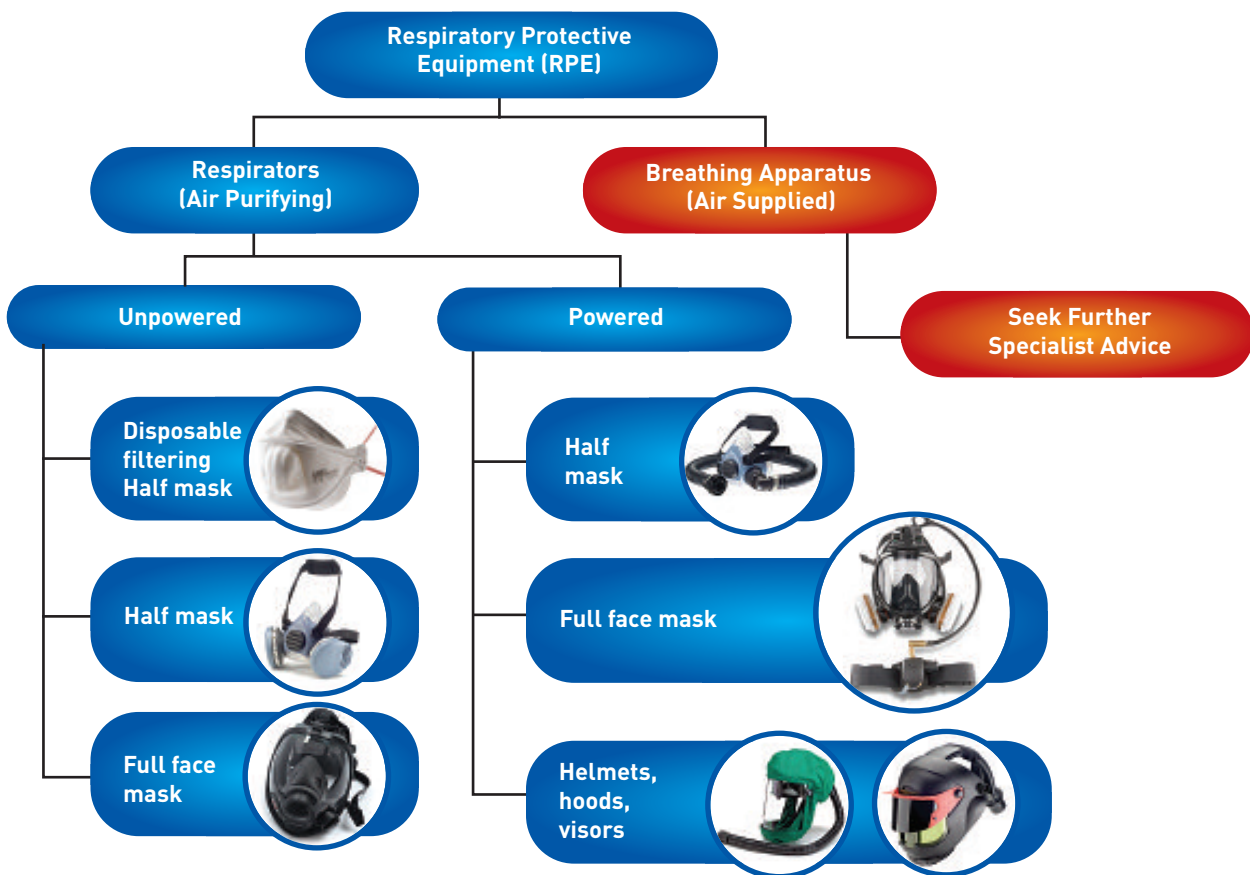 Respiratory Protective
Equipment (RPE)
Respirators
(Air Purifying)
Breathing Apparatus
(Air Supplied)
Unpowered
Powered
Seek Further
Specialist Advice
Disposable
filtering
Half mask
Half
mask
Half mask
Full face mask
Full face
mask
Helmets,
hoods,
visors